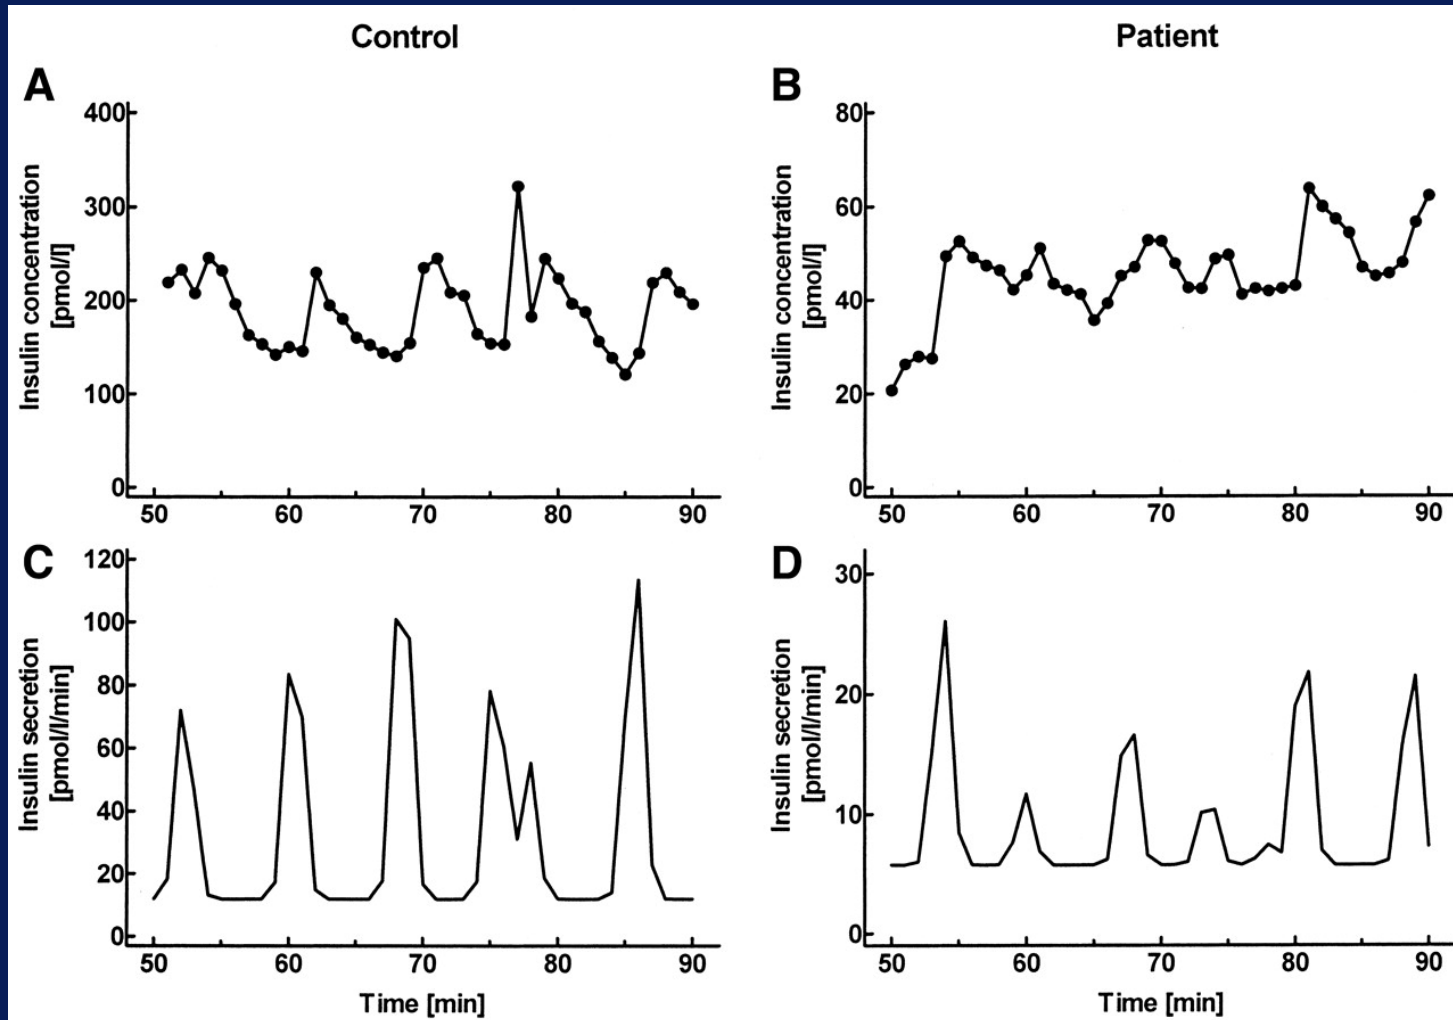 Control
Patient
A
B
400
300
200
100
0
Insulin concentration
[pmol/l]
50 60 70 80 90
80
60
40
20
0
Insulin concentration
[pmol/l]
50 60 70 80 90
C
D
120
100
80
60
40
20
0
Insulin secretion
[pmol/l/min]
50 60 70 80 90
Time [min]
30
20
10
0
Insulin secretion
[pmol/l/min]
50 60 70 80 90
Time [min]